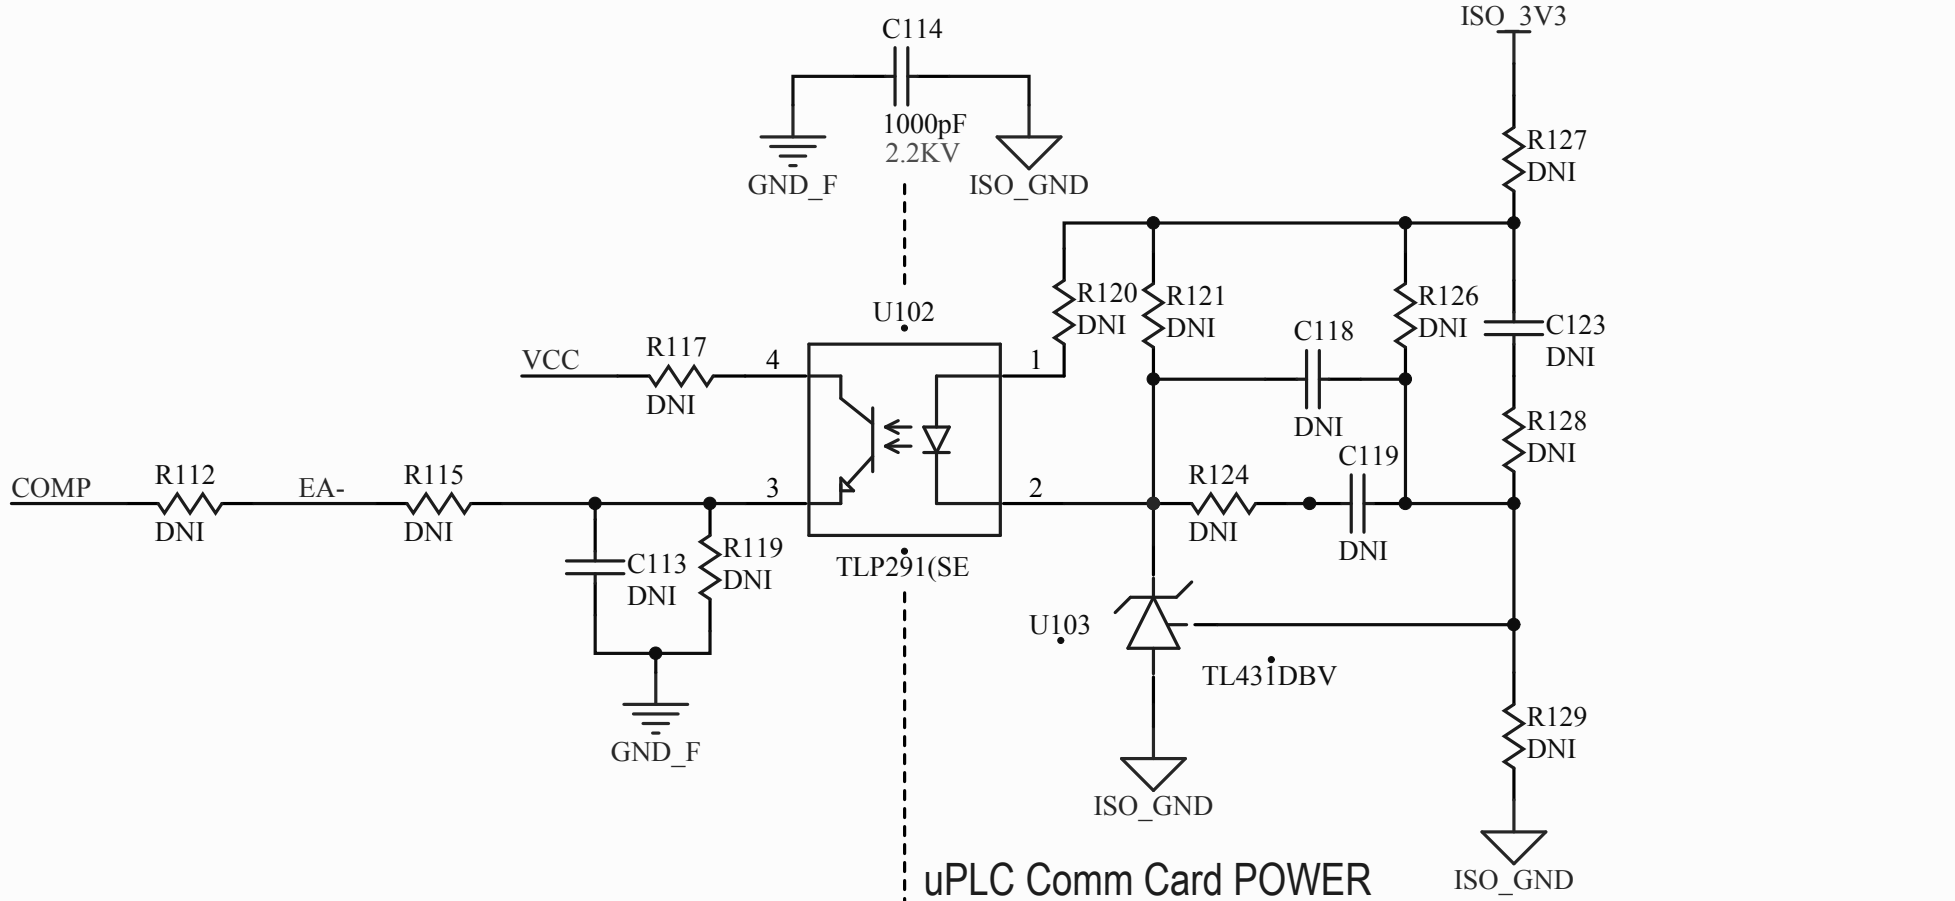 ISO_3V3
C114
1000pF
2.2KV
GND_F
ISO_GND
R127
DNI
U102
R120
DNI
R121
DNI
R126
DNI
C123
DNI
C118
DNI
VCC
R117
DNI
4
1
R128
DNI
COMP
R112
DNI
EA-
R115
DNI
3
2
R124
DNI
C119
DNI
C113
DNI
R119
DNI
TLP291(SE
GND_F
U103
TL431DBV
R129
DNI
ISO_GND
uPLC Comm Card POWER
ISO_GND